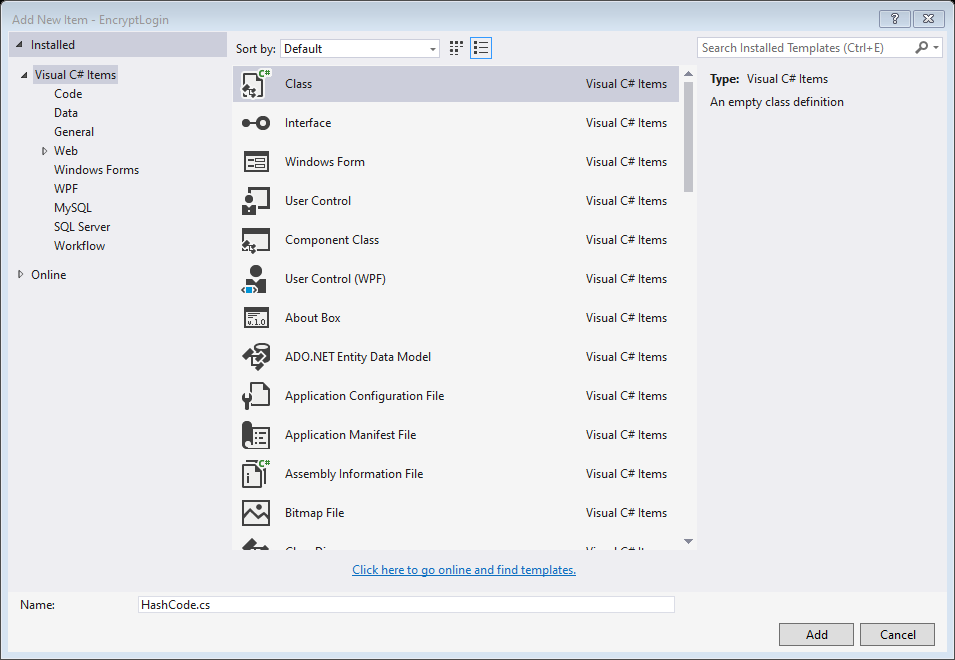 Add New Item - EncryptLogin
Installed
Visual C# Items
Code
Data
General
Web
Windows Forms
WPF
MySQL
SQL Server
Workflow
Online
Sort by: Default
Search Installed Templates (Ctrl+E)
C# Class Visual C# Items
Interface Visual C# Items
Windows Form Visual C# Items
User Control Visual C# Items
Component Class Visual C# Items
User Control (WPF) Visual C# Items
v.1.0 About Box Visual C# Items
ADO.NET Entity Data Model Visual C# Items
Application Configuration File Visual C# Items
Application Manifest File Visual C# Items
C# Assembly Information File Visual C# Items
Bitmap File Visual C# Items
Type: Visual C# Items
An empty class definition
Click here to go online and find templates.
Name: HashCode.cs
Add Cancel